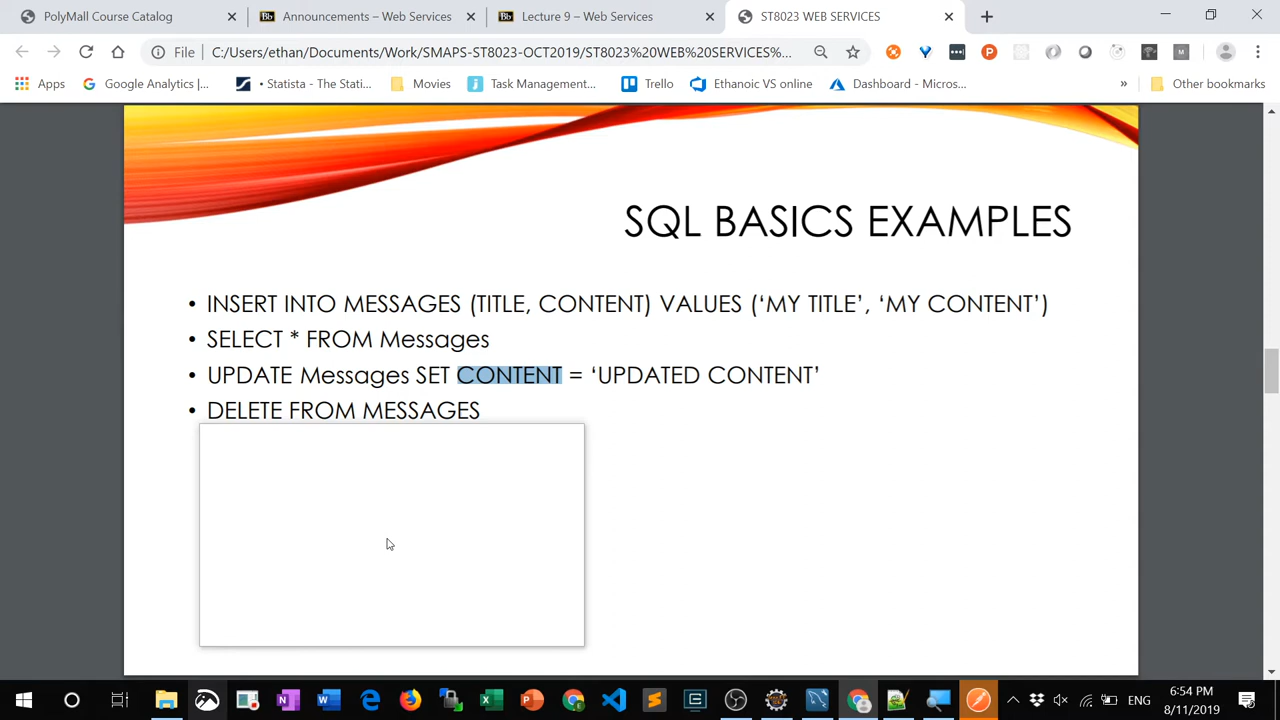 PolyMall Course Catalog
Announcements – Web Services
Lecture 9 – Web Services
ST8023 WEB SERVICES
File
C:/Users/ethan/Documents/Work/SMAPS-ST8023-OCT2019/ST8023%20WEB%20SERVICES%...
Apps
Google Analytics |...
• Statista - The Stati...
Movies
Task Management...
Trello
Ethanoic VS online
Dashboard - Micros...
»
Other bookmarks
SQL BASICS EXAMPLES
• INSERT INTO MESSAGES (TITLE, CONTENT) VALUES (‘MY TITLE’, ‘MY CONTENT’)
• SELECT * FROM Messages
• UPDATE Messages SET CONTENT = ‘UPDATED CONTENT’
• DELETE FROM MESSAGES
ENG
6:54 PM
8/11/2019